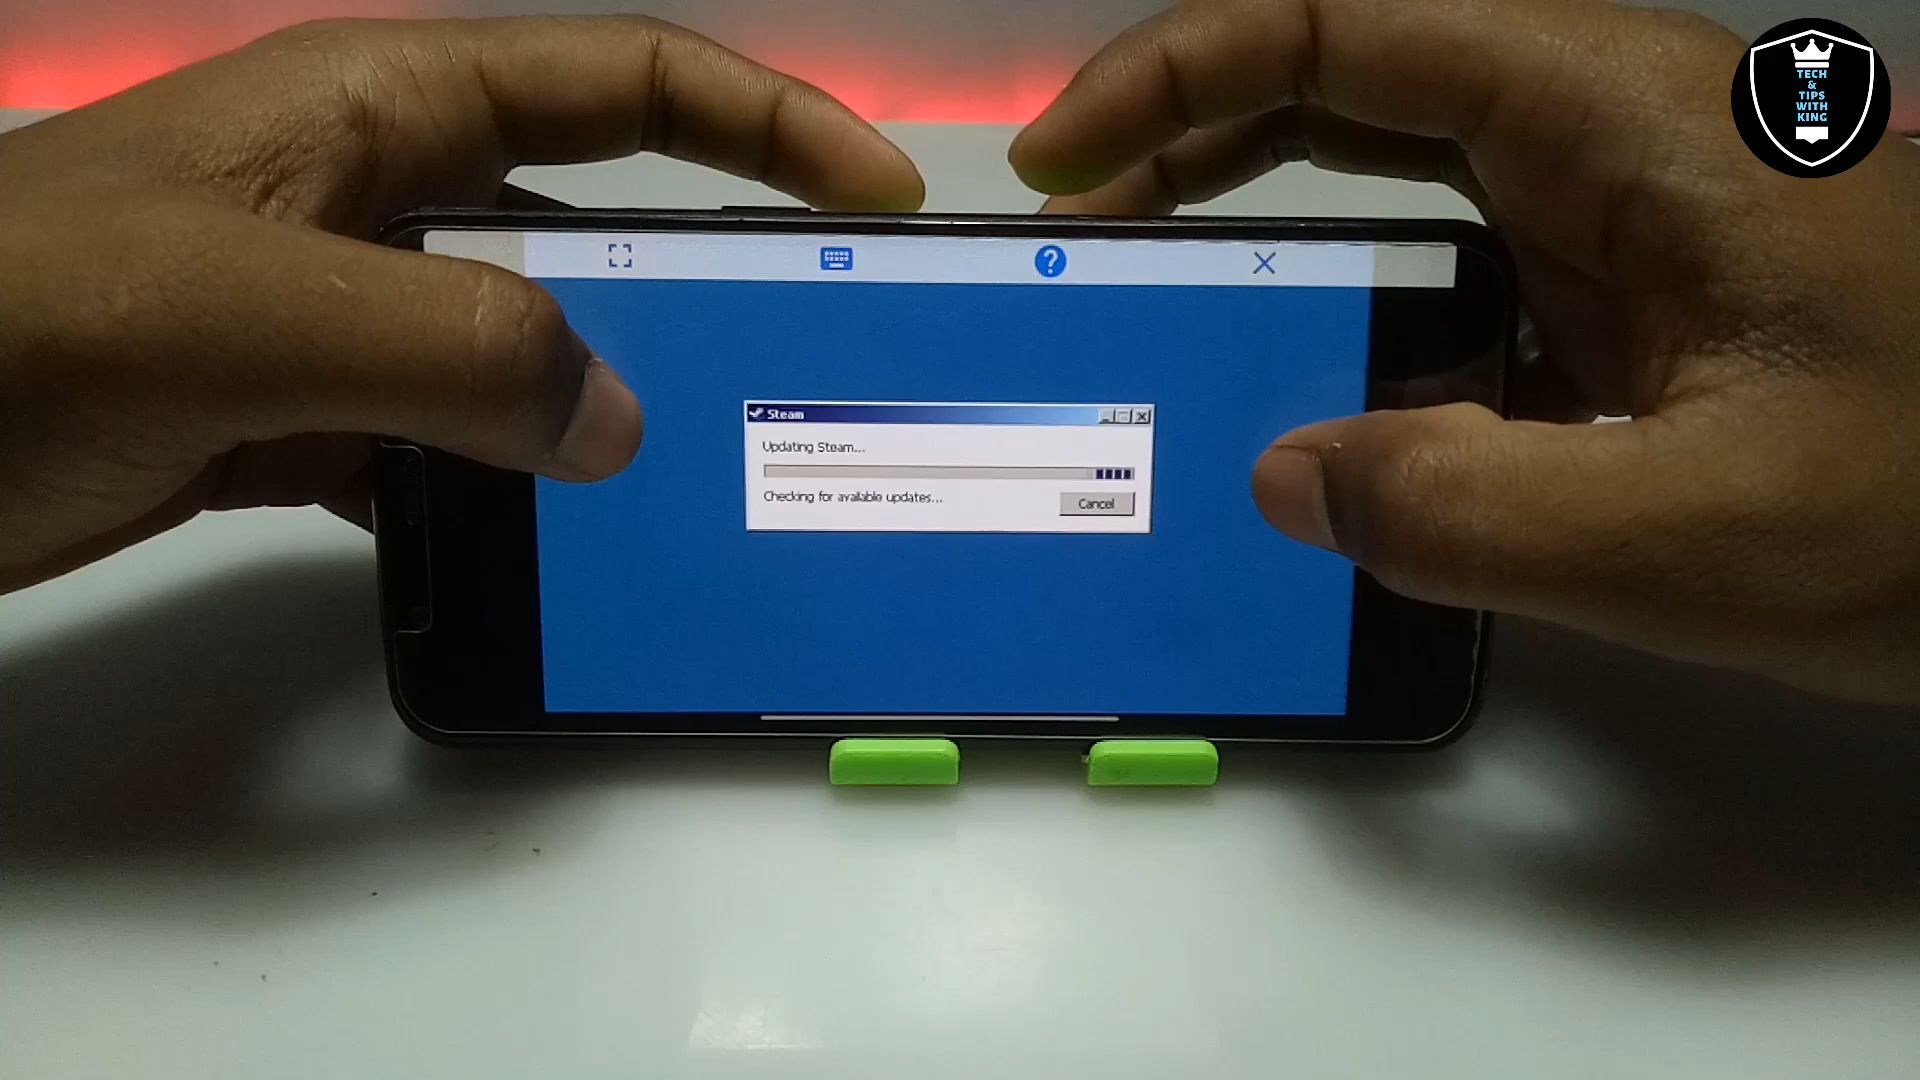 TECH
&
TIPS
WITH
KING
?
Steam
Updating Steam...
Checking for available updates...
Cancel